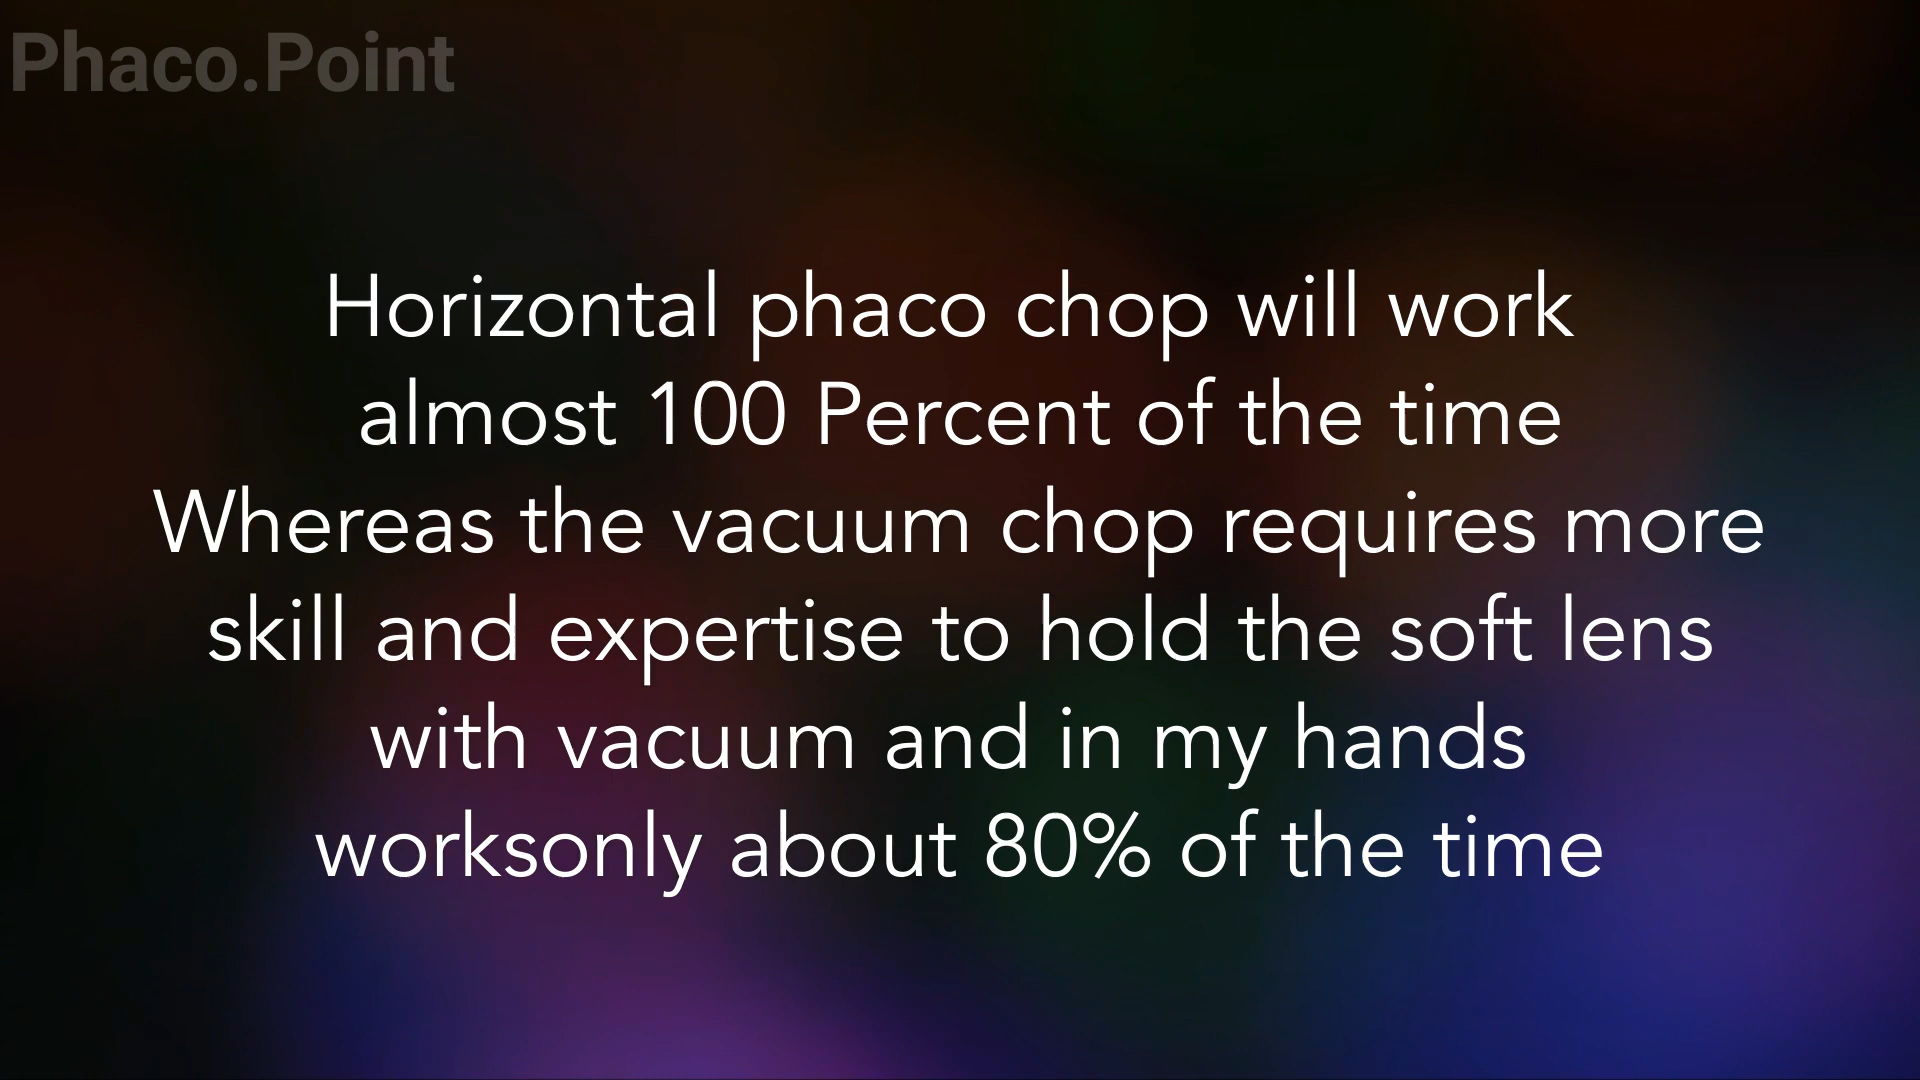 Phaco.Point
Horizontal phaco chop will work
almost 100 Percent of the time
Whereas the vacuum chop requires more
skill and expertise to hold the soft lens
with vacuum and in my hands
worksonly about 80% of the time